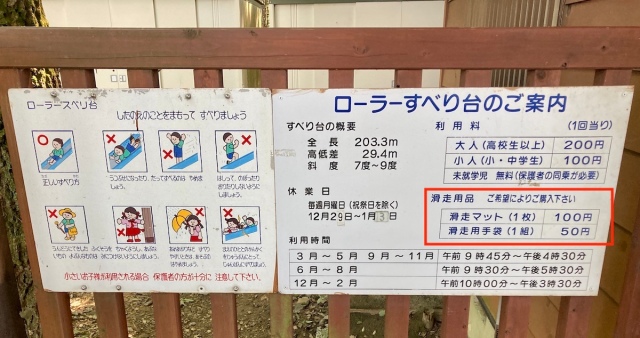 ローラースベリ台
したのえのことをまもって すべりましょう
正しいすべり方
小さいお子様が利用される場合 保護者の方が十分に 注意して下さい。
ローラーすべり台のご案内
すべり台の概要
全長 203.3m
高低差 29.4m
斜度 7度～9度
休業日
毎週月曜日(祝祭日を除く)
12月29日～1月3日
利用料 (1回当り)
大人(高校生以上) 200円
小人(小・中学生) 100円
未就学児 無料(保護者の同乗が必要)
滑走用品 ご希望によりご購入下さい
滑走マット(1枚) 100円
滑走用手袋(1組) 50円
利用時間
3月～5月 9月～11月 午前9時45分～午後4時30分
6月～8月 午前9時30分～午後5時30分
12月～2月 午前10時00分～午後3時30分